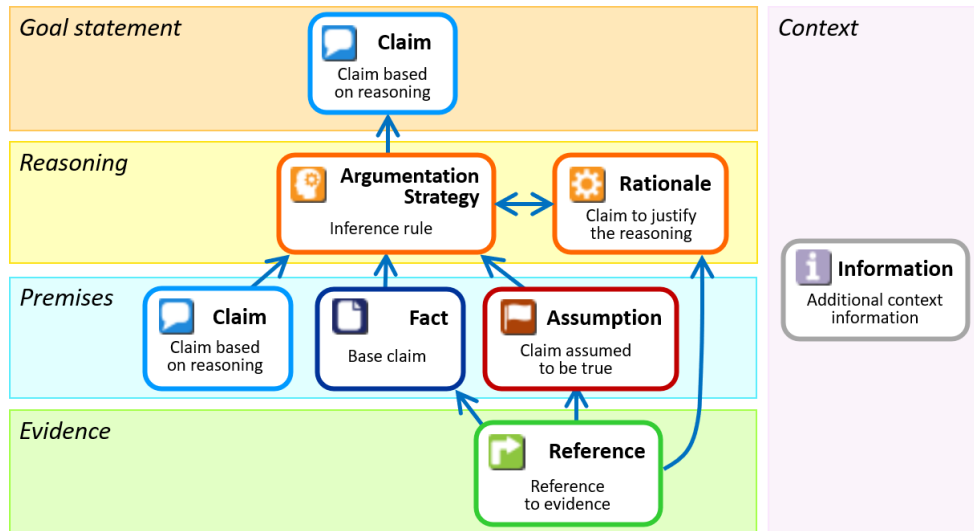 Goal statement
Claim
Claim based
on reasoning
Context
Reasoning
Argumentation
Strategy
Inference rule
Rationale
Claim to justify
the reasoning
Information
Additional context
information
Premises
Claim
Claim based
on reasoning
Fact
Base claim
Assumption
Claim assumed
to be true
Evidence
Reference
Reference
to evidence